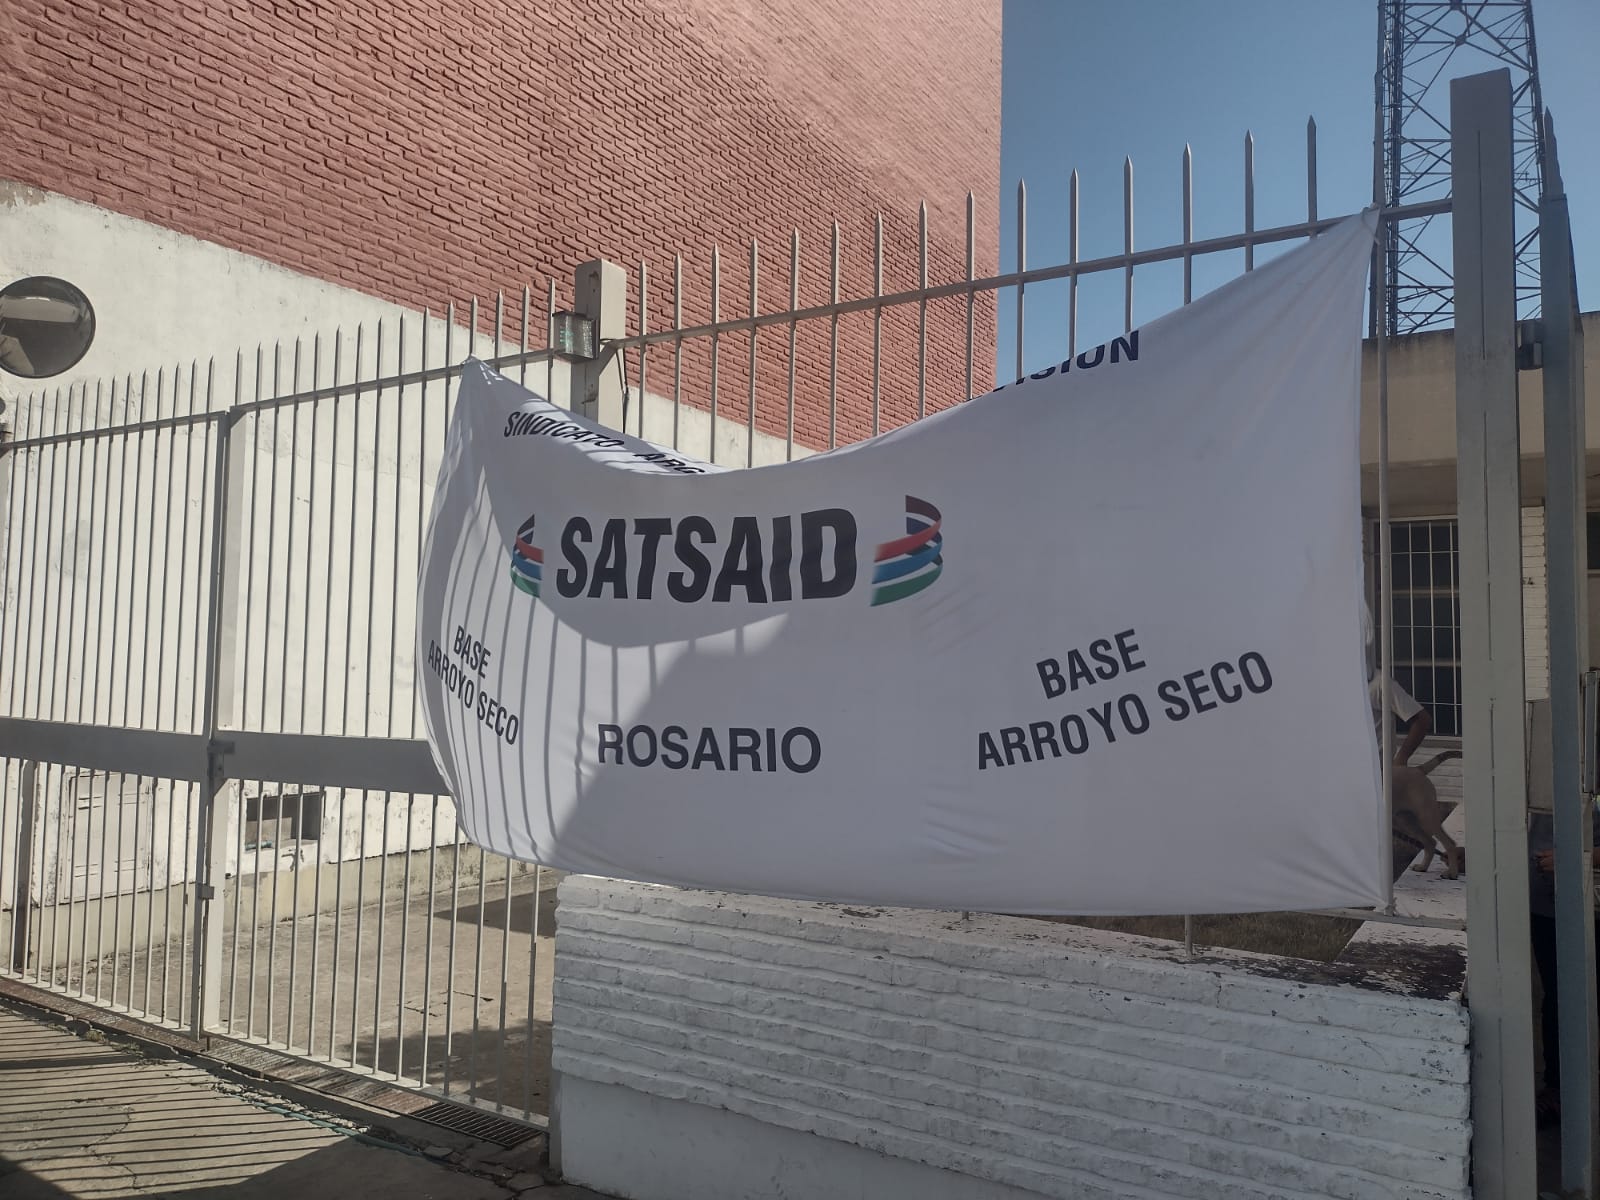 SINDICATO
SATSAID
BASE
ARROYO SECO
ROSARIO
BASE
ARROYO SECO